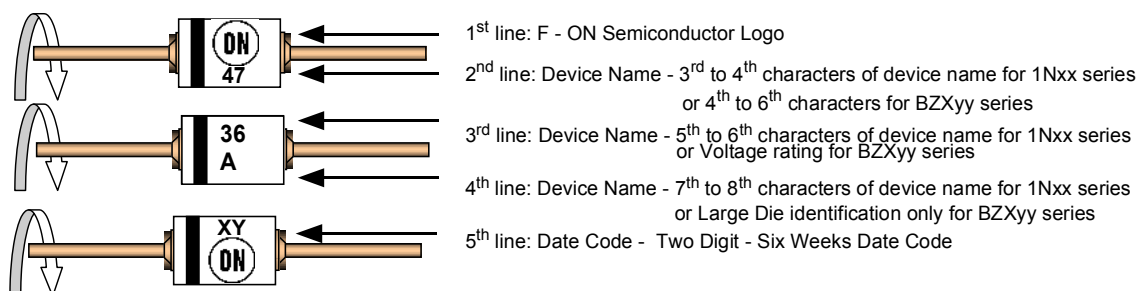 ON
47
36
A
XY
ON
1st line: F - ON Semiconductor Logo
2nd line: Device Name - 3rd to 4th characters of device name for 1Nxx series
or 4th to 6th characters for BZXyy series
3rd line: Device Name - 5th to 6th characters of device name for 1Nxx series
or Voltage rating for BZXyy series
4th line: Device Name - 7th to 8th characters of device name for 1Nxx series
or Large Die identification only for BZXyy series
5th line: Date Code - Two Digit - Six Weeks Date Code